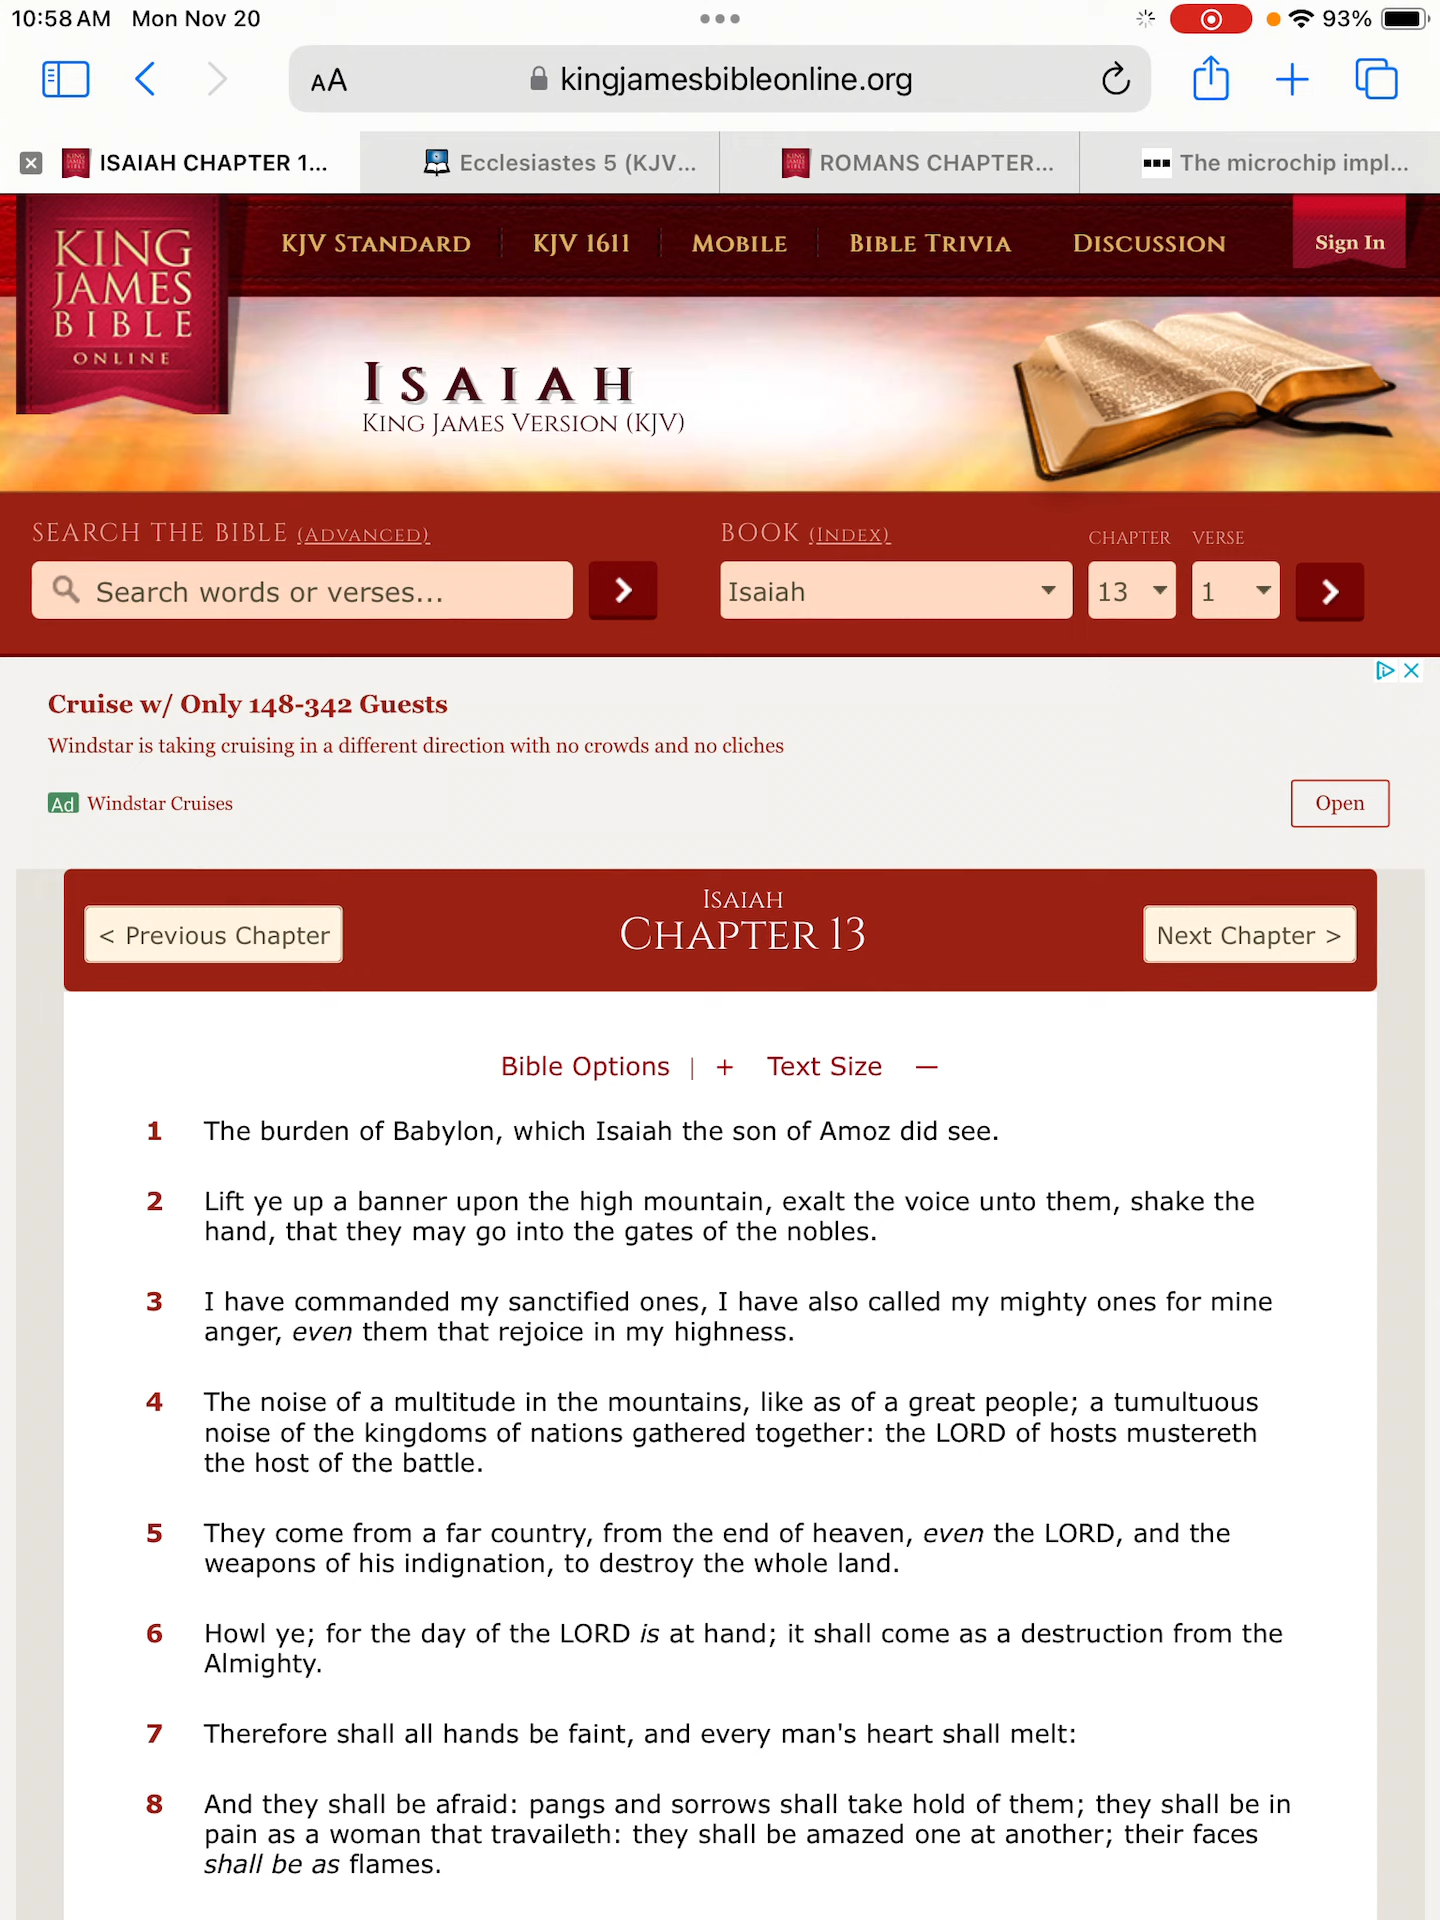 10:58 AM Mon Nov 20
93%
AA
kingjamesbibleonline.org
ISAIAH CHAPTER 1...
Ecclesiastes 5 (KJV...
ROMANS CHAPTER...
The microchip impl...
KING
JAMES
BIBLE
ONLINE
KJV STANDARD
KJV 1611
MOBILE
BIBLE TRIVIA
DISCUSSION
Sign In
ISAIAH
KING JAMES VERSION (KJV)
SEARCH THE BIBLE (ADVANCED)
Search words or verses...
BOOK (INDEX)
CHAPTER
VERSE
Isaiah
13
1
Cruise w/ Only 148-342 Guests
Windstar is taking cruising in a different direction with no crowds and no cliches
Ad Windstar Cruises
Open
< Previous Chapter
ISAIAH
CHAPTER 13
Next Chapter >
Bible Options | + Text Size —
1 The burden of Babylon, which Isaiah the son of Amoz did see.
2 Lift ye up a banner upon the high mountain, exalt the voice unto them, shake the
hand, that they may go into the gates of the nobles.
3 I have commanded my sanctified ones, I have also called my mighty ones for mine
anger, even them that rejoice in my highness.
4 The noise of a multitude in the mountains, like as of a great people; a tumultuous
noise of the kingdoms of nations gathered together: the LORD of hosts mustereth
the host of the battle.
5 They come from a far country, from the end of heaven, even the LORD, and the
weapons of his indignation, to destroy the whole land.
6 Howl ye; for the day of the LORD is at hand; it shall come as a destruction from the
Almighty.
7 Therefore shall all hands be faint, and every man's heart shall melt:
8 And they shall be afraid: pangs and sorrows shall take hold of them; they shall be in
pain as a woman that travaileth: they shall be amazed one at another; their faces
shall be as flames.